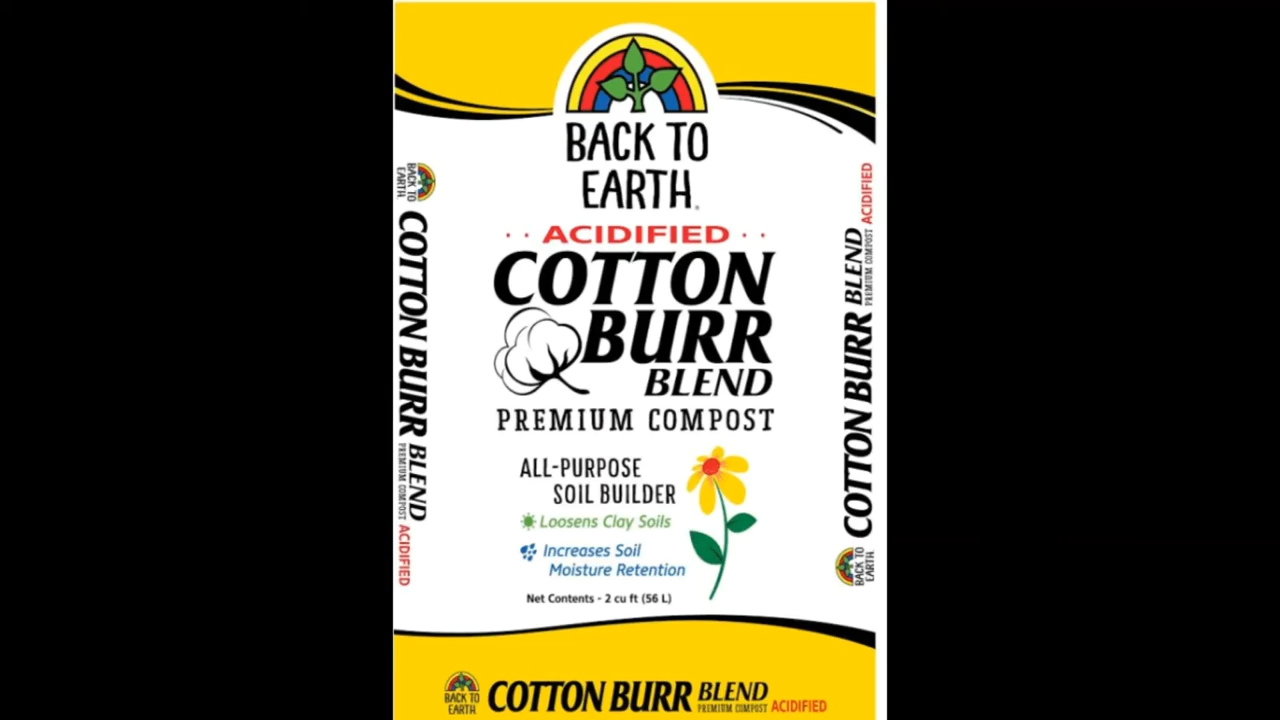 BACK TO
EARTH®
ACIDIFIED
COTTON
BURR
BLEND
PREMIUM COMPOST
ALL-PURPOSE
SOIL BUILDER
Loosens Clay Soils
Increases Soil
Moisture Retention
Net Contents - 2 cu ft (56 L)
BACK TO
EARTH
COTTON BURR BLEND
PREMIUM COMPOST
ACIDIFIED
BACK TO
EARTH
COTTON BURR BLEND
PREMIUM COMPOST
ACIDIFIED
BACK TO
EARTH
COTTON BURR BLEND
PREMIUM COMPOST
ACIDIFIED